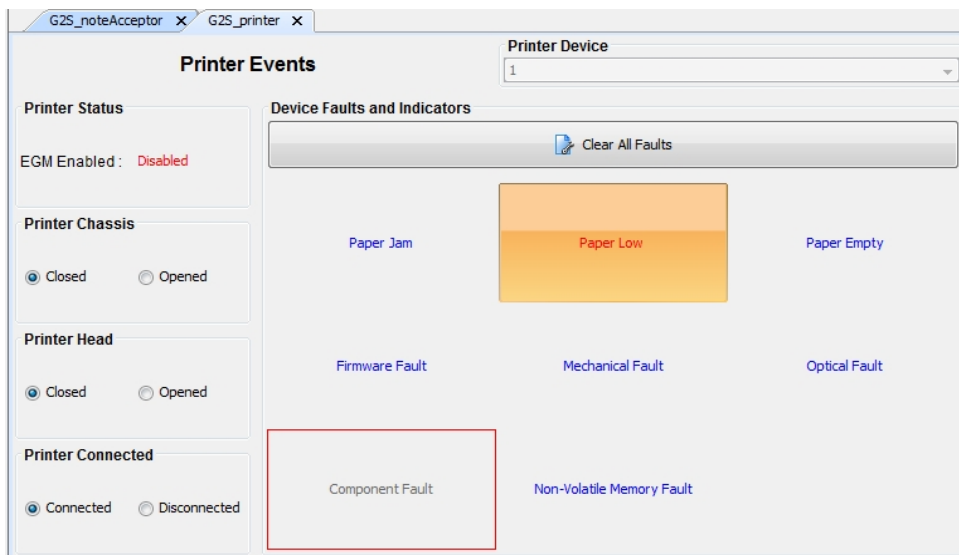 G2S_noteAcceptor X G2S_printer X
Printer Events
Printer Device
1
Printer Status
EGM Enabled : Disabled
Printer Chassis
Closed Opened
Printer Head
Closed Opened
Printer Connected
Connected Disconnected
Device Faults and Indicators
Clear All Faults
Paper Jam Paper Low Paper Empty
Firmware Fault Mechanical Fault Optical Fault
Component Fault Non-Volatile Memory Fault